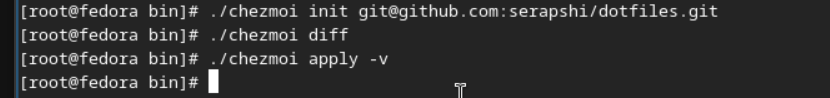 [root@fedora bin]# ./chezmoi init git@github.com:serapshi/dotfiles.git
[root@fedora bin]# ./chezmoi diff
[root@fedora bin]# ./chezmoi apply -v
[root@fedora bin]#